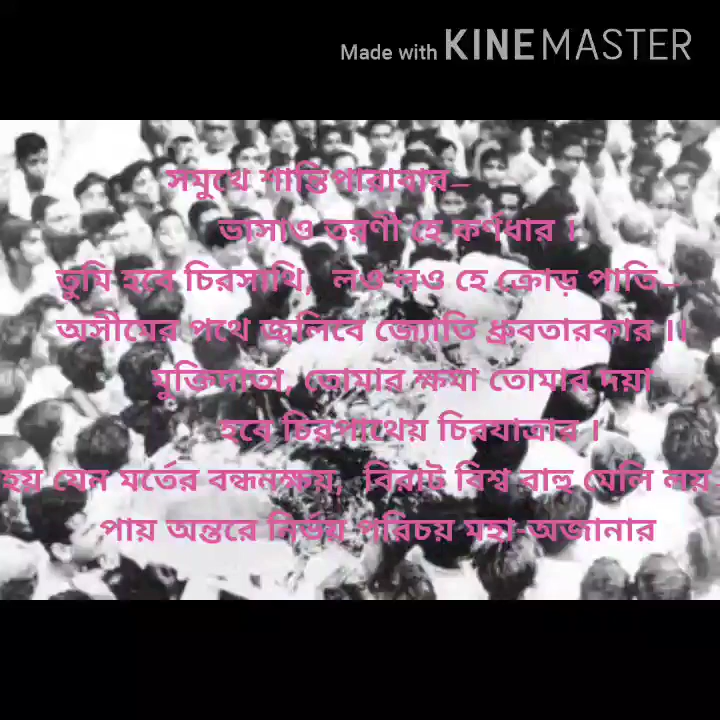 Made with KINEMASTER
সমুখে শান্তিপারাবার–
ভাসাও তরণী হে কর্ণধার ।
তুমি হবে চিরসাথি, লও লও হে ক্রোড় পাতি–
অসীমের পথে জ্বলিবে জ্যোতি ধ্রুবতারকার ।।
মুক্তিদাতা, তোমার ক্ষমা তোমার দয়া
হবে চিরপাথেয় চিরযাত্রার ।
হয় যেন মর্তের বন্ধনক্ষয়, বিরাট বিশ্ব বাহু মেলি লয়–
পায় অন্তরে নির্ভয় পরিচয় মহা-অজানার